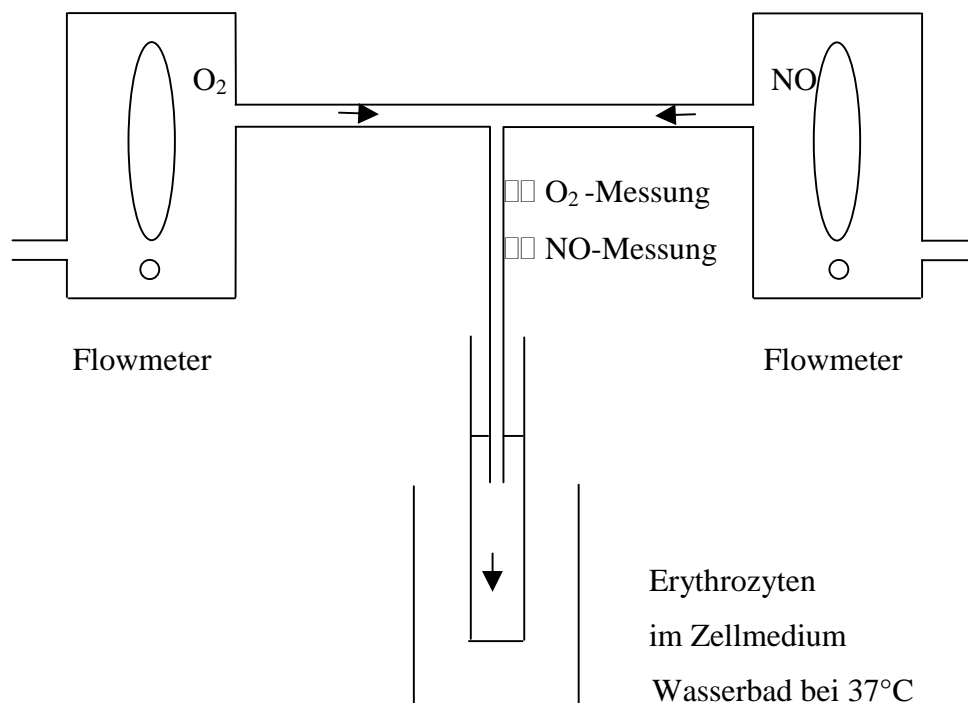 O₂
NO
▯▯ O₂-Messung
▯▯ NO-Messung
Flowmeter
Flowmeter
Erythrozyten
im Zellmedium
Wasserbad bei 37°C